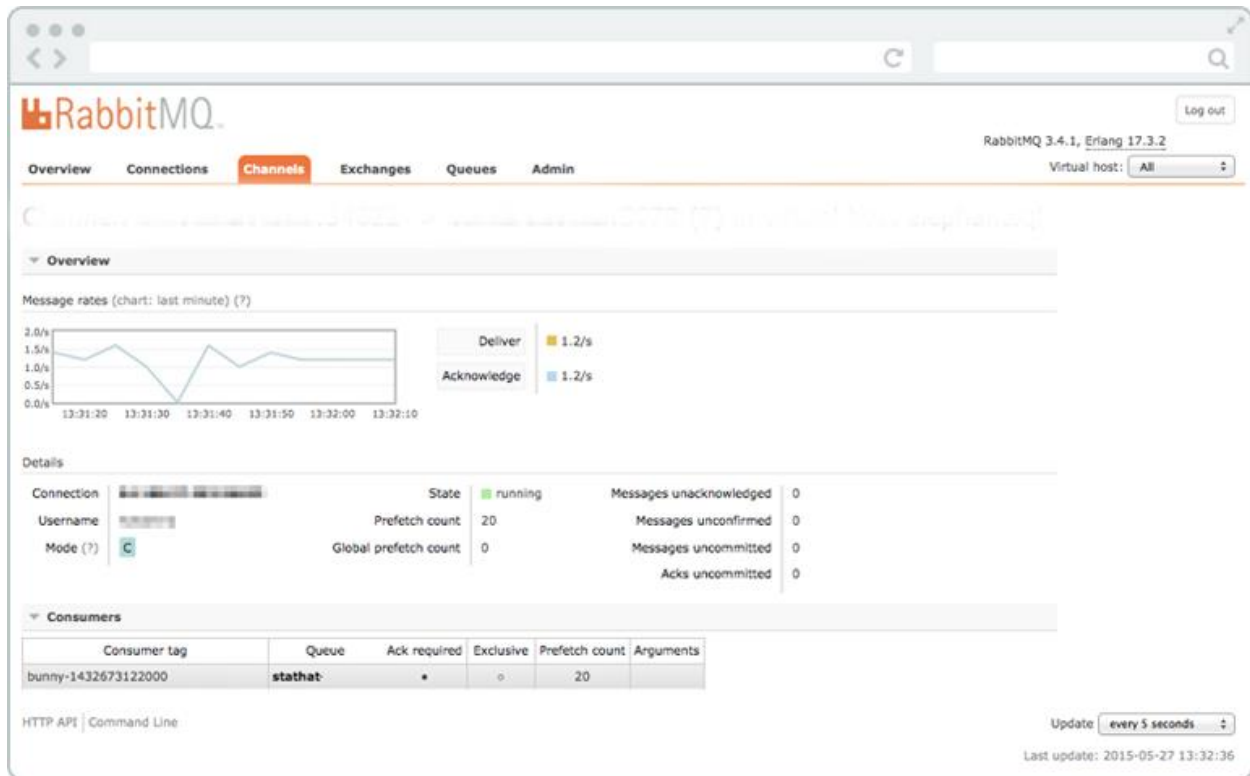 RabbitMQ
Log out
RabbitMQ 3.4.1, Erlang 17.3.2
Overview Connections Channels Exchanges Queues Admin
Virtual host: All
Overview
Message rates (chart: last minute) (?)
2.0/s
1.5/s
1.0/s
0.5/s
0.0/s
13:31:20 13:31:30 13:31:40 13:31:50 13:32:00 13:32:10
Deliver 1.2/s
Acknowledge 1.2/s
Details
Connection State running Messages unacknowledged 0
Username Prefetch count 20 Messages unconfirmed 0
Mode (?) C Global prefetch count 0 Messages uncommitted 0
Acks uncommitted 0
Consumers
Consumer tag Queue Ack required Exclusive Prefetch count Arguments
bunny-1432673122000 stathat 20
HTTP API Command Line
Update every 5 seconds
Last update: 2015-05-27 13:32:36